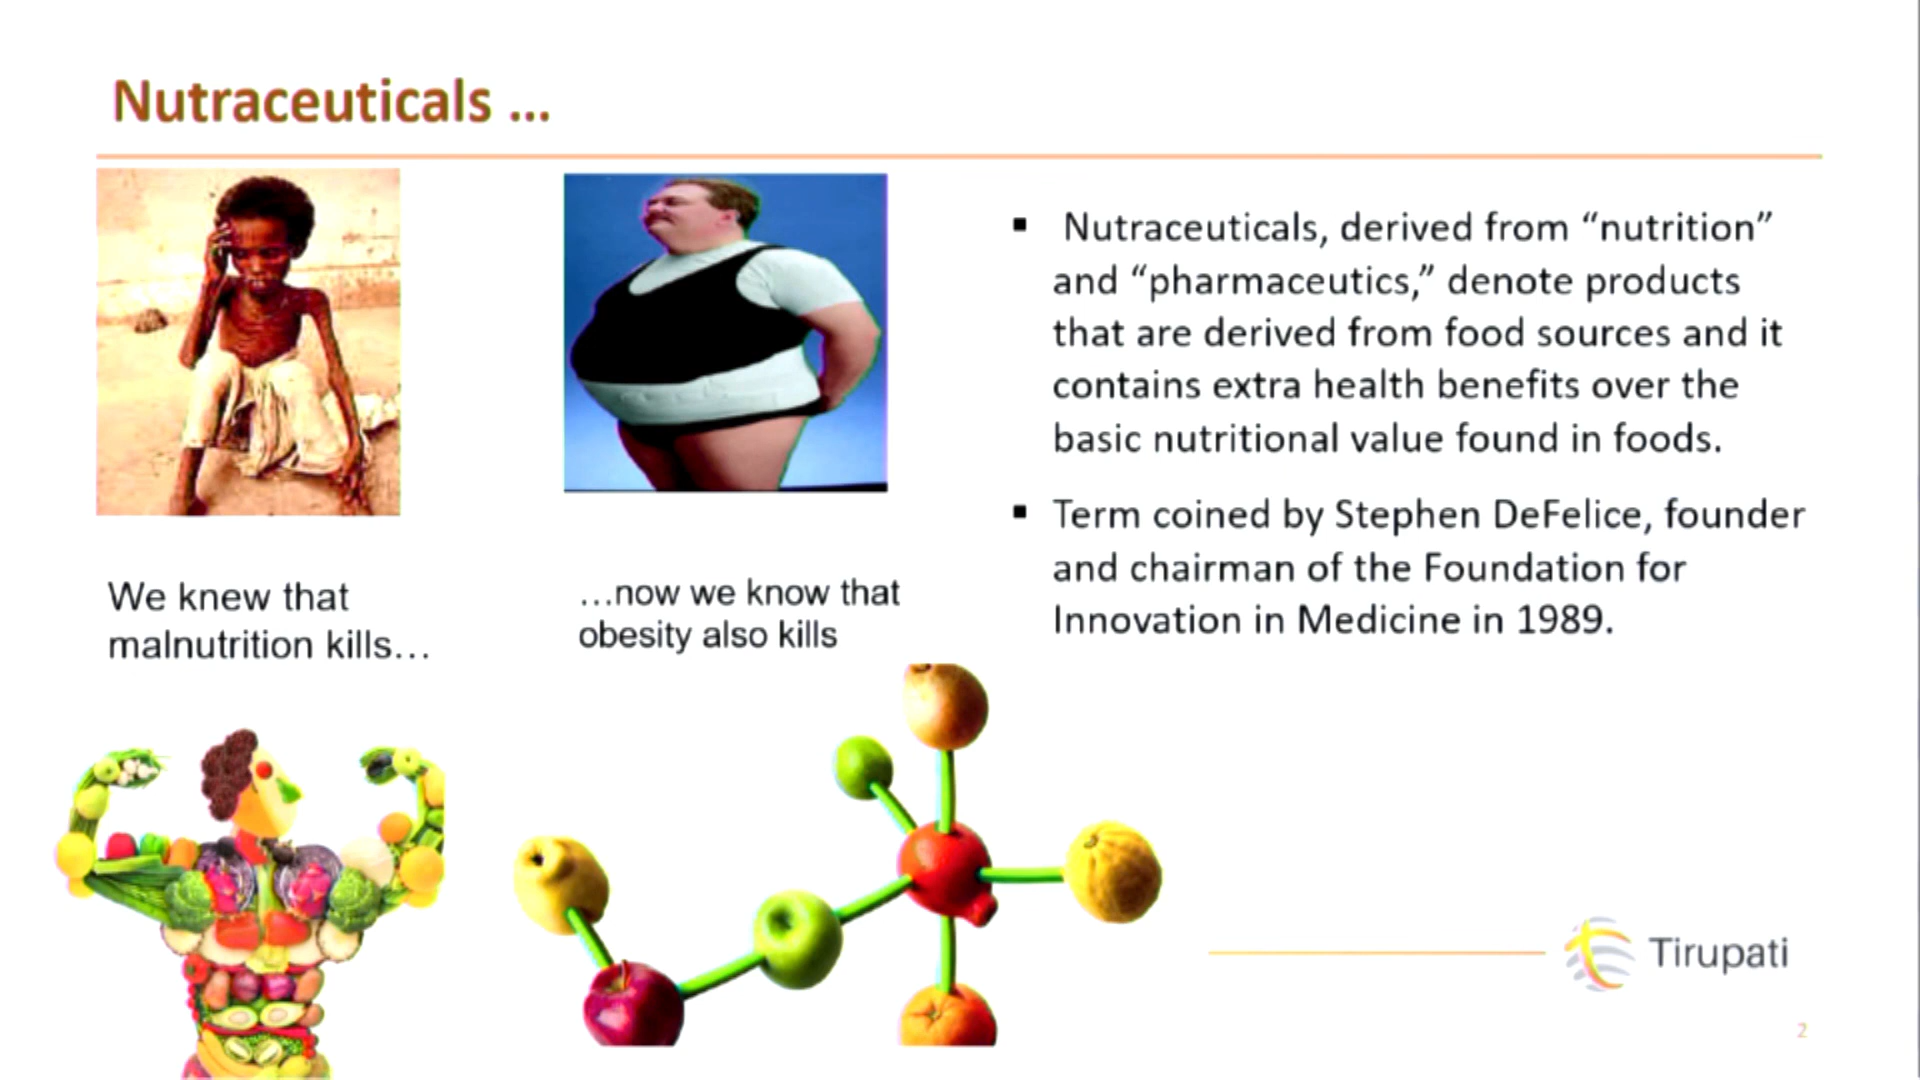 Nutraceuticals ...
We knew that
malnutrition kills...
...now we know that
obesity also kills
▪ Nutraceuticals, derived from “nutrition”
and “pharmaceutics,” denote products
that are derived from food sources and it
contains extra health benefits over the
basic nutritional value found in foods.
▪ Term coined by Stephen DeFelice, founder
and chairman of the Foundation for
Innovation in Medicine in 1989.
Tirupati
2